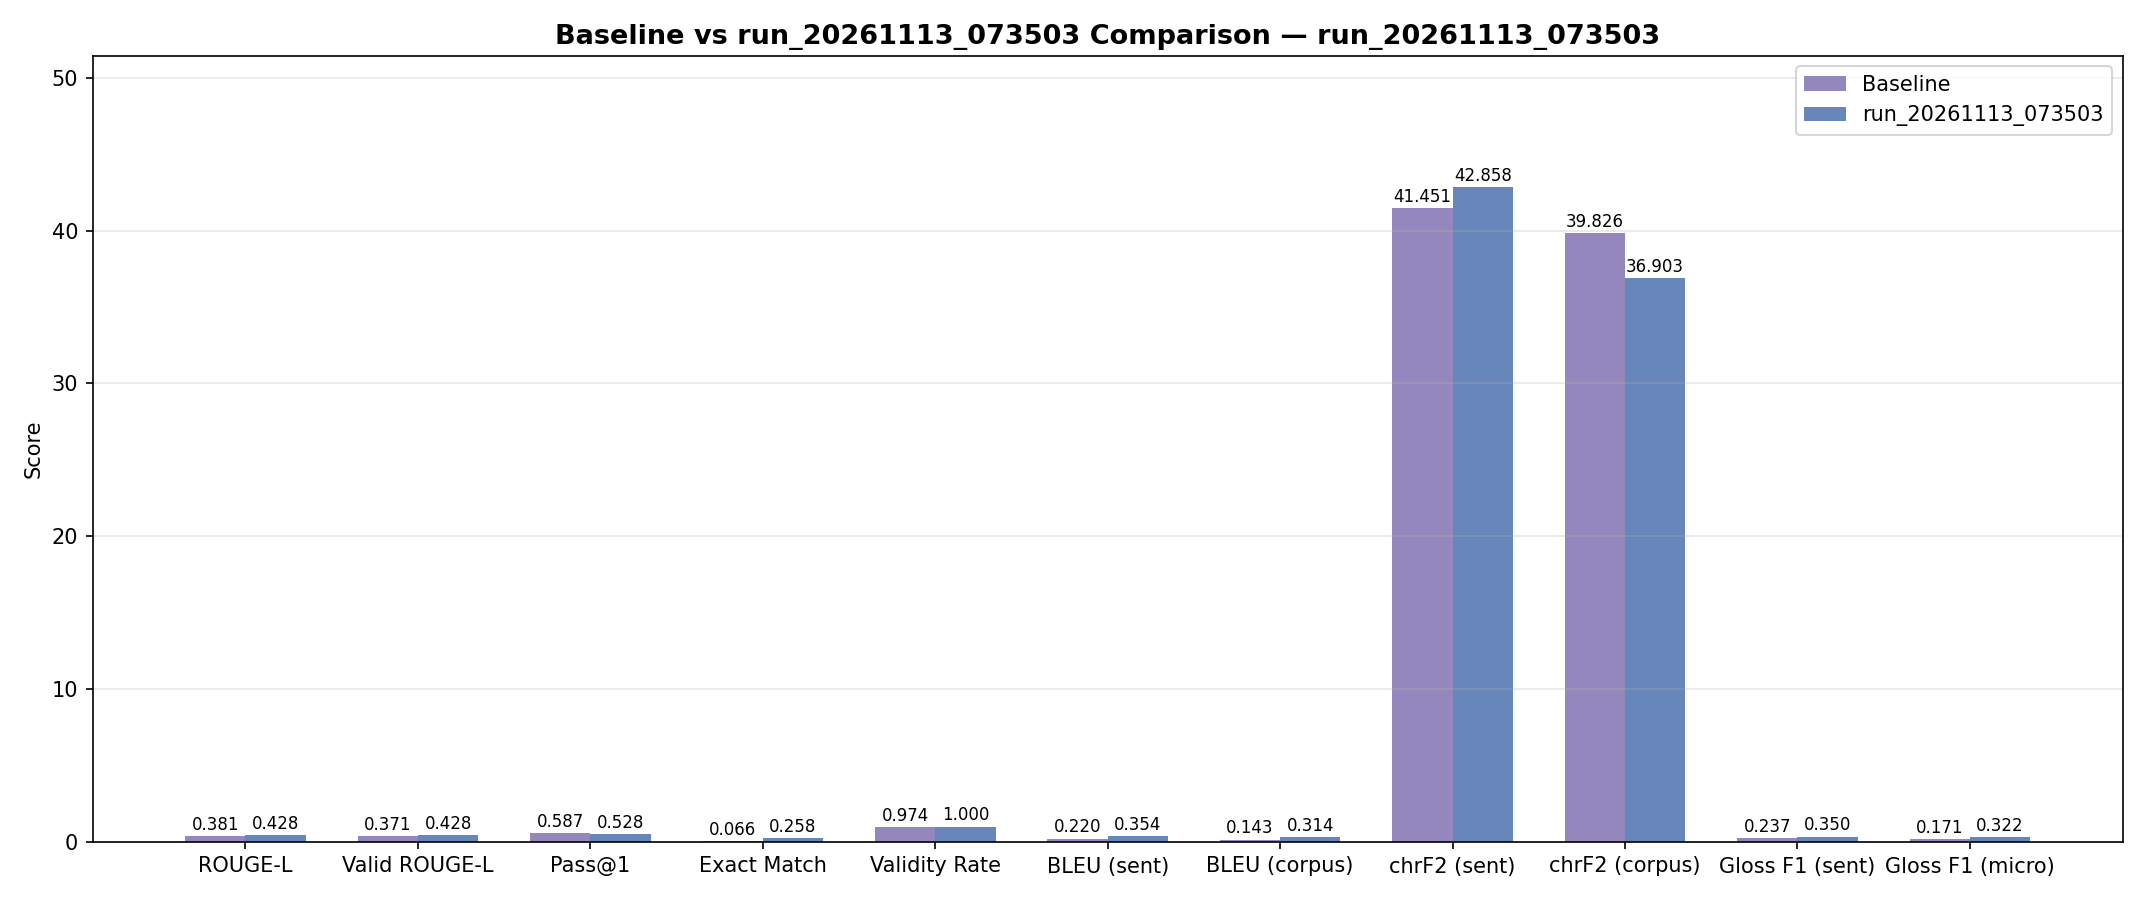 Baseline vs run_20261113_073503 Comparison — run_20261113_073503
Baseline
run_20261113_073503
Score
50
40
30
20
10
0
0.381 0.428
0.371 0.428
0.587 0.528
0.066 0.258
0.974 1.000
0.220 0.354
0.143 0.314
41.451 42.858
39.826 36.903
0.237 0.350
0.171 0.322
ROUGE-L
Valid ROUGE-L
Pass@1
Exact Match
Validity Rate
BLEU (sent)
BLEU (corpus)
chrF2 (sent)
chrF2 (corpus)
Gloss F1 (sent)
Gloss F1 (micro)